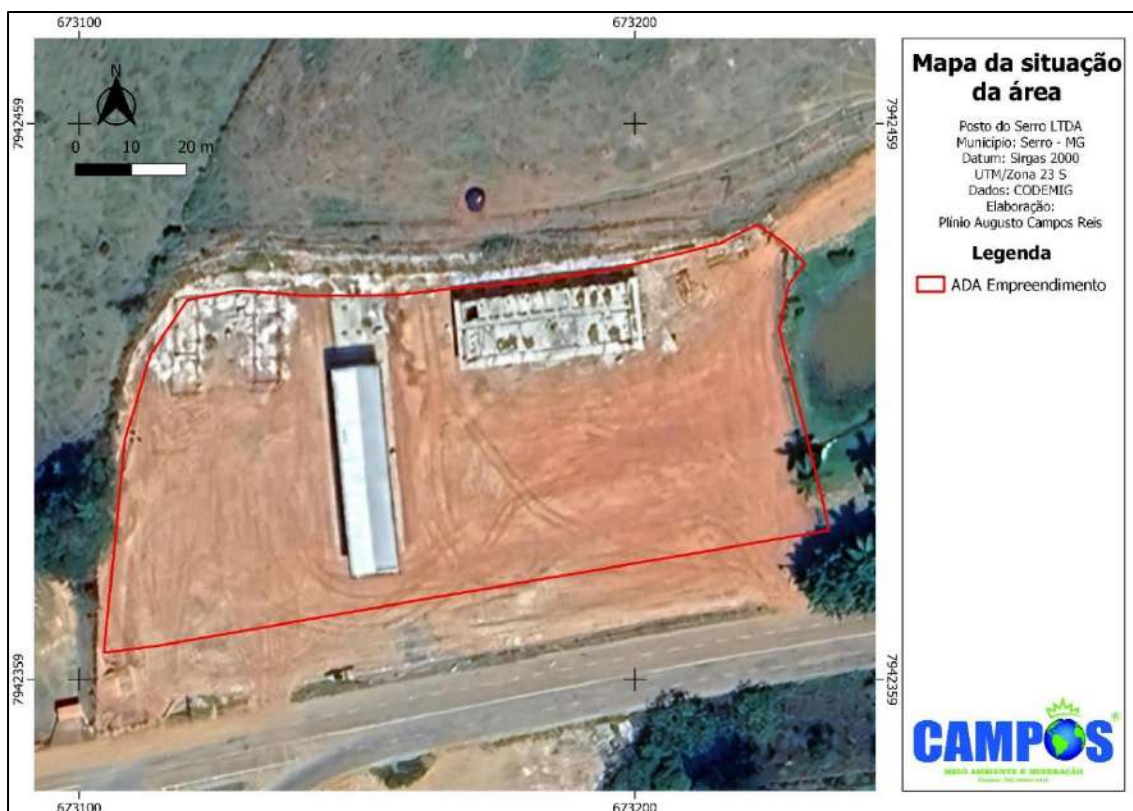 673100
673200
N
0 10 20 m
7942459
7942459
7942359
7942359
673100
673200
Mapa da situação
da área
Posto do Serro LTDA
Município: Serro - MG
Datum: Sirgas 2000
UTM/Zona 23 S
Dados: CODEMIG
Elaboração:
Plínio Augusto Campos Reis
Legenda
ADA Empreendimento
CAMPOS
MEIO AMBIENTE E MINERAÇÃO